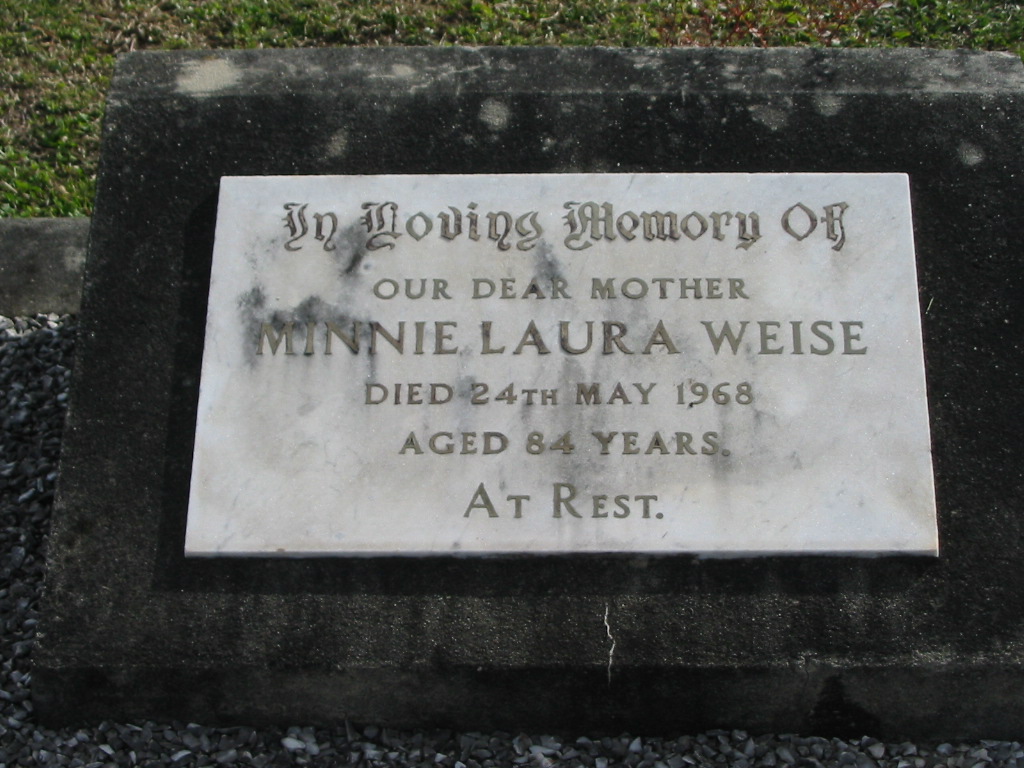 In Loving Memory Of
OUR DEAR MOTHER
MINNIE LAURA WEISE
DIED 24TH MAY 1968
AGED 84 YEARS.
AT REST.